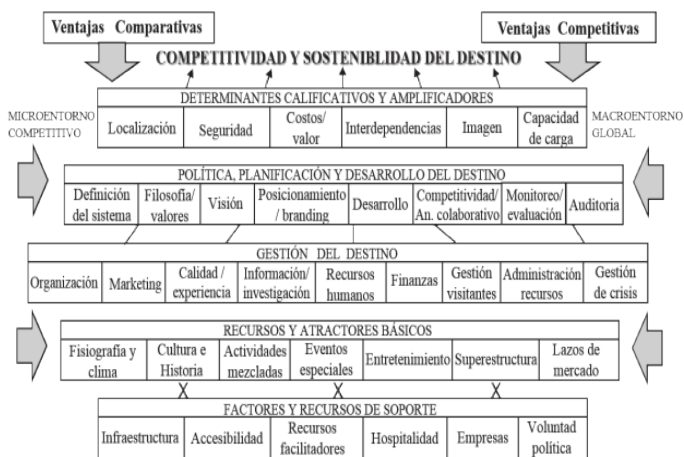 Ventajas Comparativas
Ventajas Competitivas
COMPETITIVIDAD Y SOSTENIBLIDAD DEL DESTINO
MICROENTORNO
COMPETITIVO
MACROENTORNO
GLOBAL
DETERMINANTES CALIFICATIVOS Y AMPLIFICADORES
Localización
Seguridad
Costos/
valor
Interdependencias
Imagen
Capacidad
de carga
POLÍTICA, PLANIFICACIÓN Y DESARROLLO DEL DESTINO
Definición
del sistema
Filosofía/
valores
Visión
Posicionamiento
/ branding
Desarrollo
Competitividad/
An. colaborativo
Monitoreo/
evaluación
Auditoria
GESTIÓN DEL DESTINO
Organización
Marketing
Calidad /
experiencia
Información/
investigación
Recursos
humanos
Finanzas
Gestión
visitantes
Administración
recursos
Gestión
de crisis
RECURSOS Y ATRACTORES BÁSICOS
Fisiografía y
clima
Cultura e
Historia
Actividades
mezcladas
Eventos
especiales
Entretenimiento
Superestructura
Lazos de
mercado
FACTORES Y RECURSOS DE SOPORTE
Infraestructura
Accesibilidad
Recursos
facilitadores
Hospitalidad
Empresas
Voluntad
política